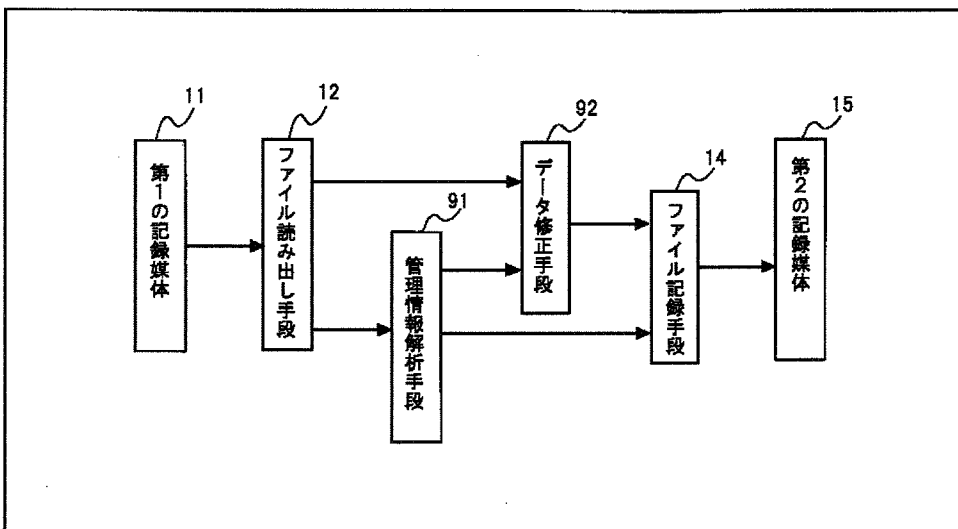 11
第1の記録媒体
12
ファイル読み出し手段
91
管理情報解析手段
92
データ修正手段
14
ファイル記録手段
15
第2の記録媒体